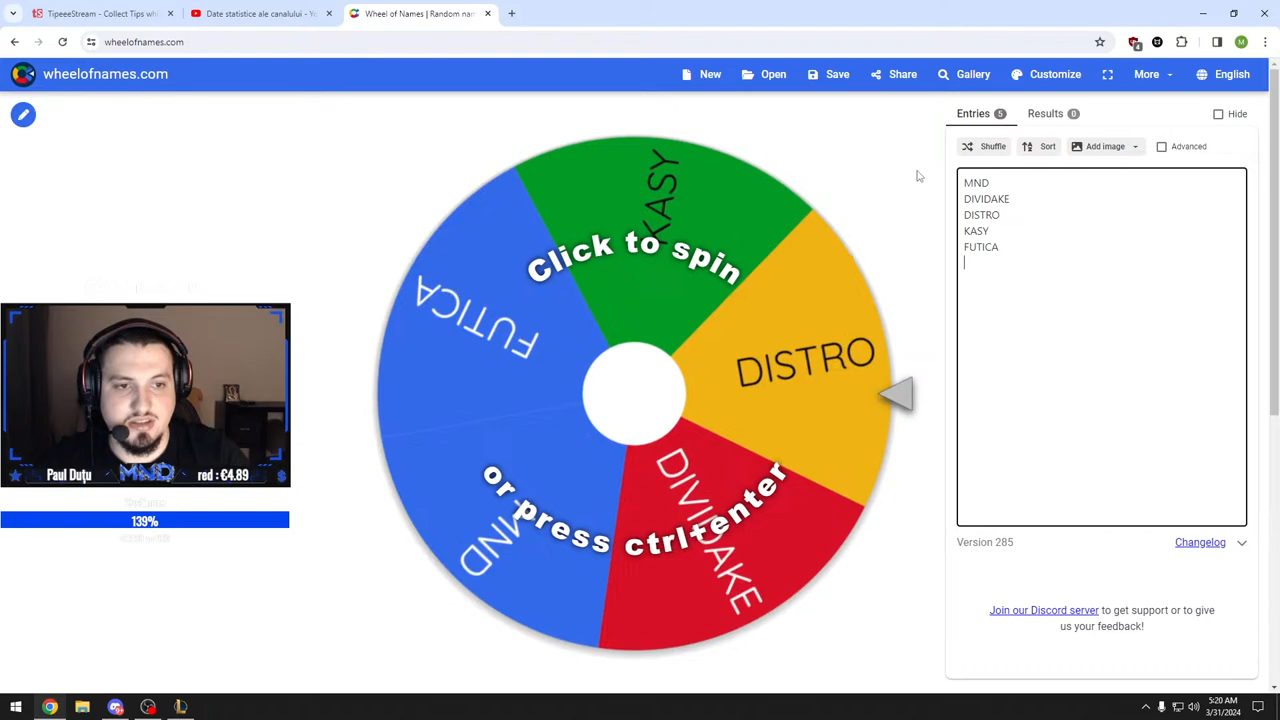 TipeeeStream - Collect Tips whi
Date statistice ale canalului - Yo
Wheel of Names | Random nam
wheelofnames.com
4
M
wheelofnames.com
New
Open
Save
Share
Gallery
Customize
More
English
Entries 5
Results 0
Hide
Shuffle
Sort
Add image
Advanced
MND
DIVIDAKE
DISTRO
KASY
FUTICA
KASY
Click to spin
FUTICA
DISTRO
or press ctrl+enter
MND
DIVIDAKE
Paul Duțu
MND
red : €4.89
139%
Version 285
Changelog
Join our Discord server to get support or to give
us your feedback!
5:20 AM
3/31/2024